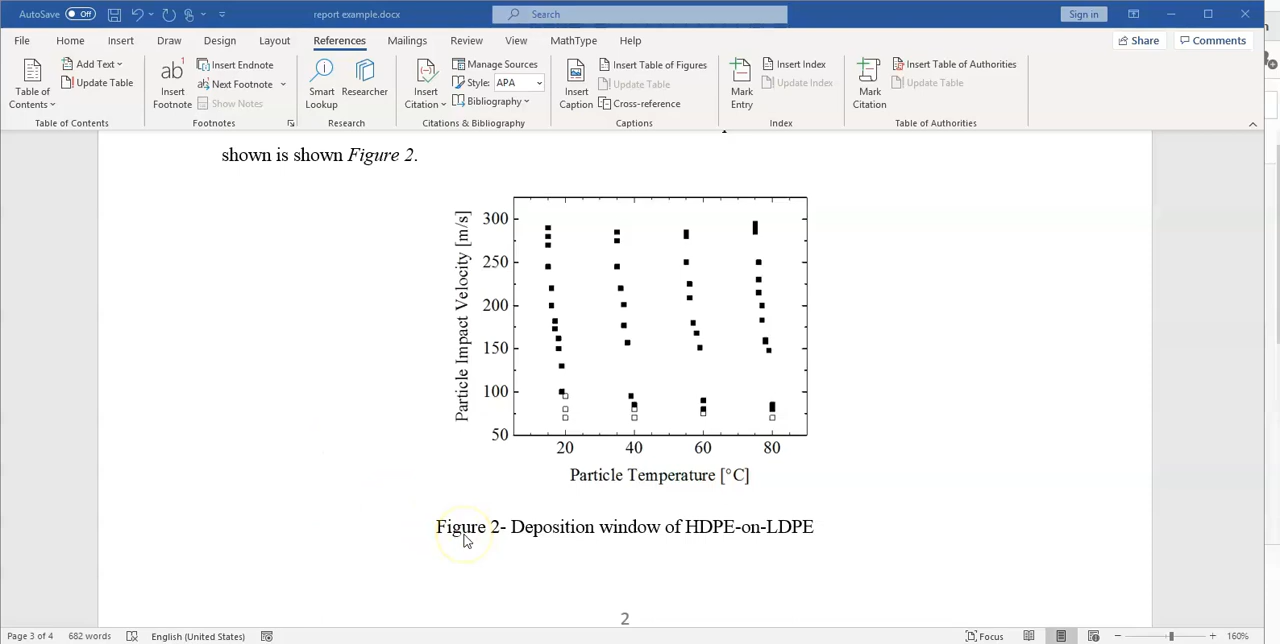 AutoSave Off
report example.docx
Search
Sign in
File Home Insert Draw Design Layout References Mailings Review View MathType Help
Share Comments
Table of Contents
Add Text
Update Table
Table of Contents
ab
Insert Footnote
Insert Endnote
Next Footnote
Show Notes
Footnotes
Smart Lookup
Researcher
Research
Insert Citation
Manage Sources
Style: APA
Bibliography
Citations & Bibliography
Insert Caption
Insert Table of Figures
Update Table
Cross-reference
Captions
Mark Entry
Insert Index
Update Index
Index
Mark Citation
Insert Table of Authorities
Update Table
Table of Authorities
shown is shown Figure 2.
Particle Impact Velocity [m/s]
300
250
200
150
100
50
20 40 60 80
Particle Temperature [°C]
Figure 2- Deposition window of HDPE-on-LDPE
2
Page 3 of 4 682 words English (United States) Focus 160%